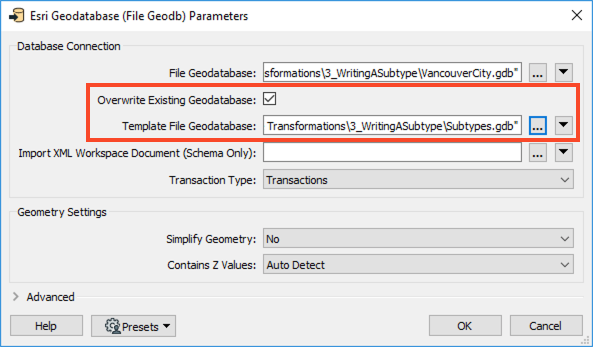 Esri Geodatabase (File Geodb) Parameters
Database Connection
File Geodatabase: sformations\3_WritingASubtype\VancouverCity.gdb" ...
Overwrite Existing Geodatabase:
Template File Geodatabase: Transformations\3_WritingASubtype\Subtypes.gdb" ...
Import XML Workspace Document (Schema Only): ...
Transaction Type: Transactions
Geometry Settings
Simplify Geometry: No
Contains Z Values: Auto Detect
Advanced
Help Presets OK Cancel